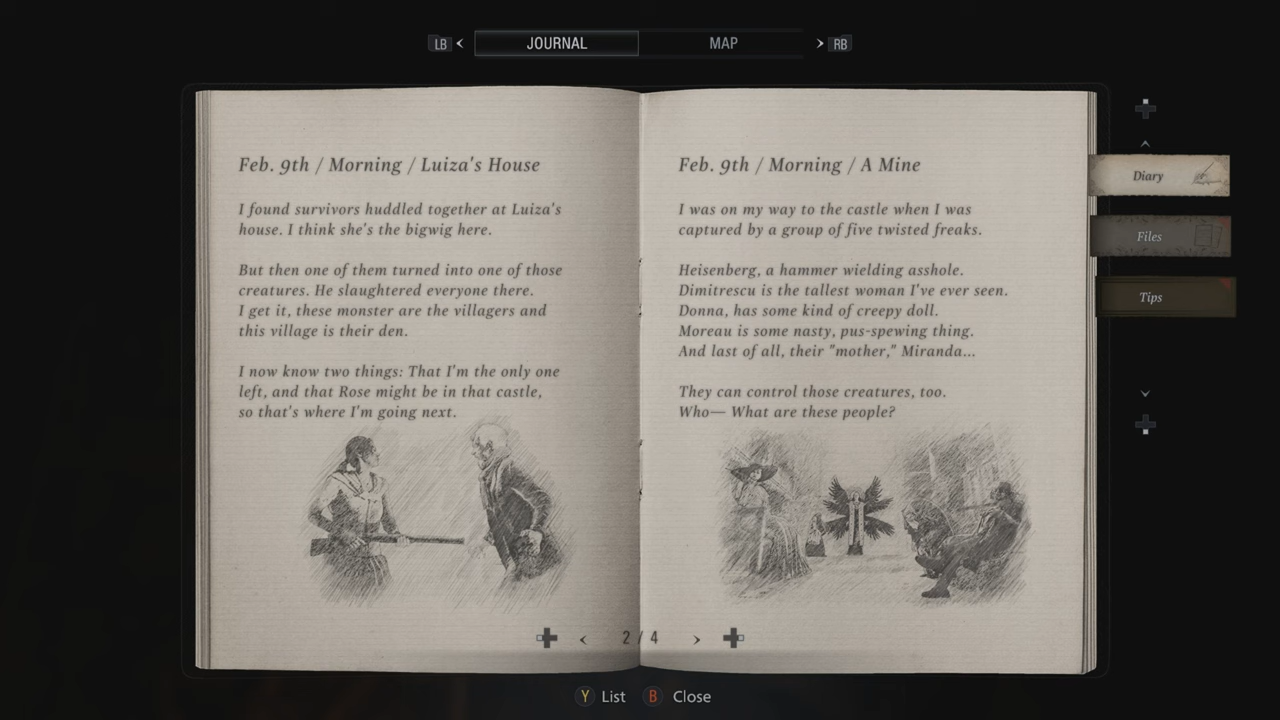 LB
JOURNAL
MAP
RB
Feb. 9th / Morning / Luiza's House
I found survivors huddled together at Luiza's
house. I think she's the bigwig here.
But then one of them turned into one of those
creatures. He slaughtered everyone there.
I get it, these monster are the villagers and
this village is their den.
I now know two things: That I'm the only one
left, and that Rose might be in that castle,
so that's where I'm going next.
Feb. 9th / Morning / A Mine
I was on my way to the castle when I was
captured by a group of five twisted freaks.
Heisenberg, a hammer wielding asshole.
Dimitrescu is the tallest woman I've ever seen.
Donna, has some kind of creepy doll.
Moreau is some nasty, pus-spewing thing.
And last of all, their "mother," Miranda...
They can control those creatures, too.
Who— What are these people?
Diary
Files
Tips
2 / 4
Y List B Close